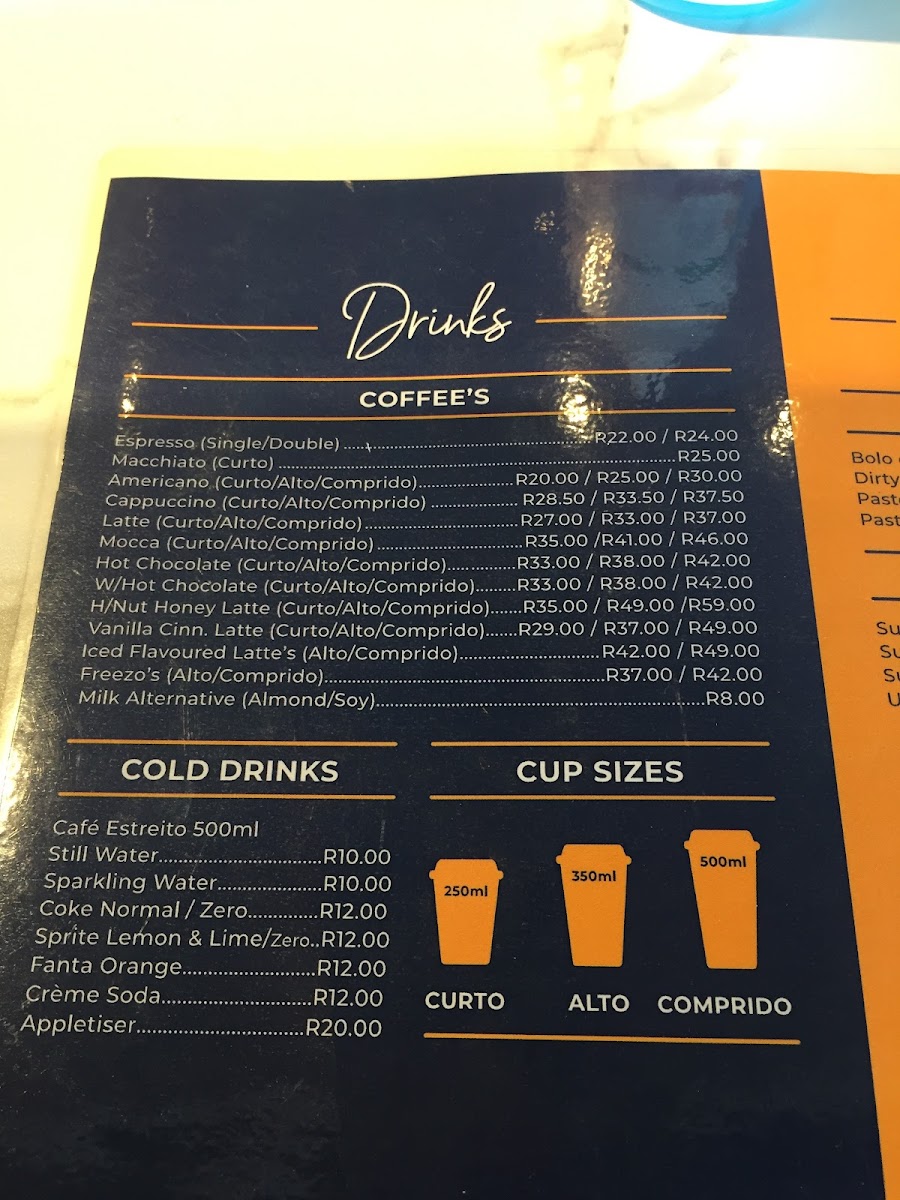 Drinks
COFFEE'S
Espresso (Single/Double)........................................R22.00 / R24.00
Macchiato (Curto)................................................................R25.00
Americano (Curto/Alto/Comprido)...................R20.00 / R25.00 / R30.00
Cappuccino (Curto/Alto/Comprido).................R28.50 / R33.50 / R37.50
Latte (Curto/Alto/Comprido).............................R27.00 / R33.00 / R37.00
Mocca (Curto/Alto/Comprido)...........................R35.00 /R41.00 / R46.00
Hot Chocolate (Curto/Alto/Comprido).............R33.00 / R38.00 / R42.00
W/Hot Chocolate (Curto/Alto/Comprido)........R33.00 / R38.00 / R42.00
H/Nut Honey Latte (Curto/Alto/Comprido)......R35.00 / R49.00 /R59.00
Vanilla Cinn. Latte (Curto/Alto/Comprido)......R29.00 / R37.00 / R49.00
Iced Flavoured Latte's (Alto/Comprido)..........................R42.00 / R49.00
Freezo's (Alto/Comprido)...................................................R37.00 / R42.00
Milk Alternative (Almond/Soy)............................................................R8.00
COLD DRINKS
Café Estreito 500ml
Still Water.............................R10.00
Sparkling Water...................R10.00
Coke Normal / Zero............R12.00
Sprite Lemon & Lime/Zero..R12.00
Fanta Orange.......................R12.00
Crème Soda..........................R12.00
Appletiser.............................R20.00
CUP SIZES
250ml
350ml
500ml
CURTO
ALTO
COMPRIDO
Bolo
Dirty
Past
Past
Su
Su
Su
U